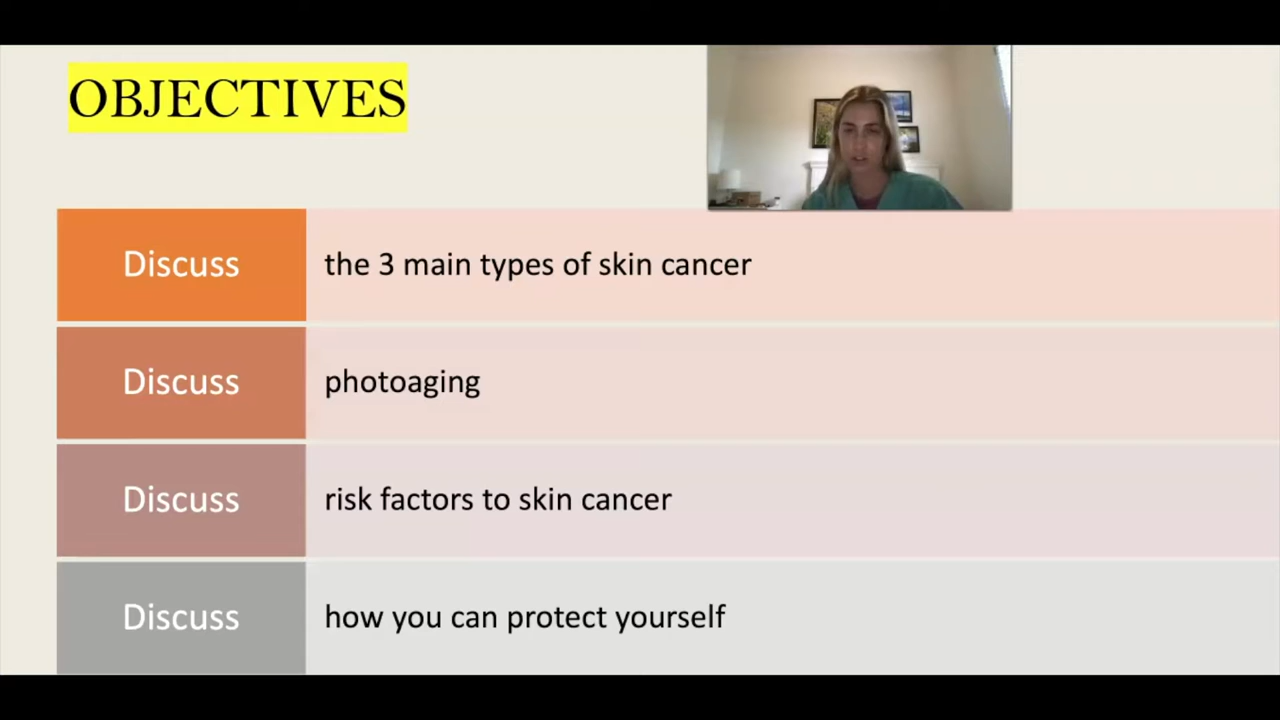 OBJECTIVES
Discuss the 3 main types of skin cancer
Discuss photoaging
Discuss risk factors to skin cancer
Discuss how you can protect yourself